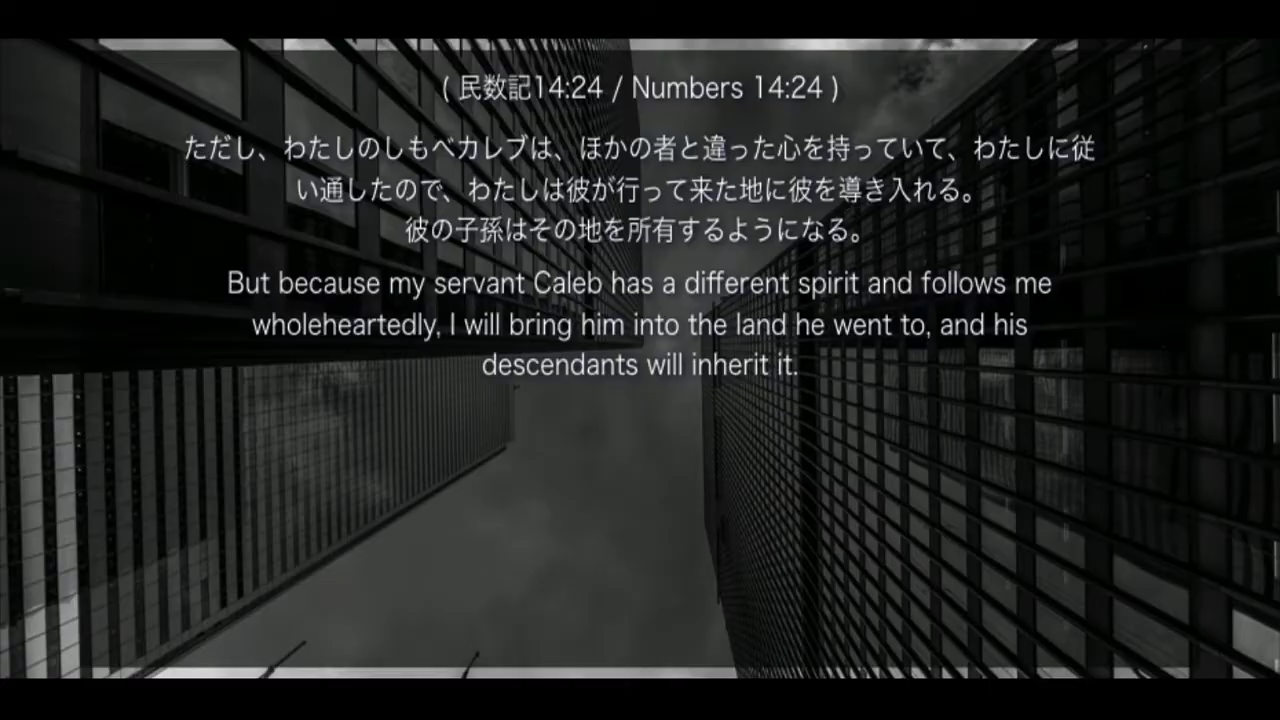 ( 民数記14:24 / Numbers 14:24 )
ただし、わたしのしもべカレブは、ほかの者と違った心を持っていて、わたしに従
い通したので、わたしは彼が行って来た地に彼を導き入れる。
彼の子孫はその地を所有するようになる。
But because my servant Caleb has a different spirit and follows me
wholeheartedly, I will bring him into the land he went to, and his
descendants will inherit it.